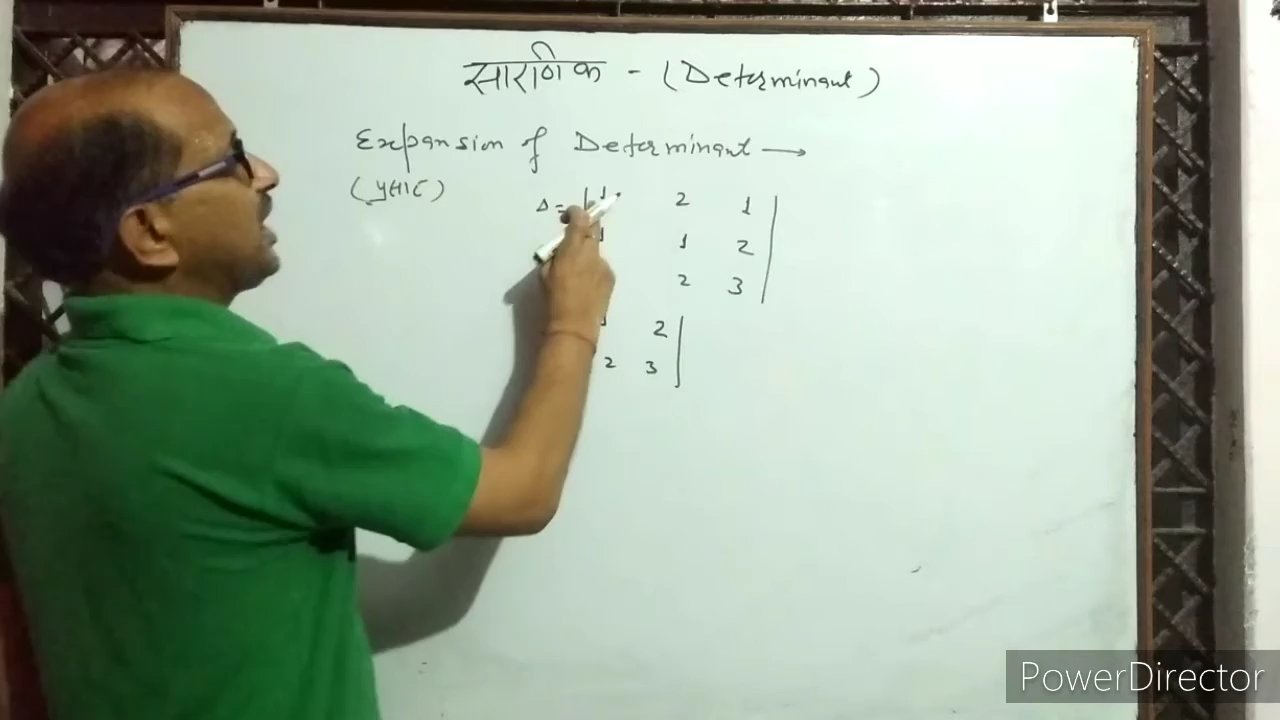 सारणिक - (Determinant)
Expansion of Determinant →
(प्रसार)
Δ = | 1 2 1 |
1 1 2
2 3
1 2 |
2 3
PowerDirector